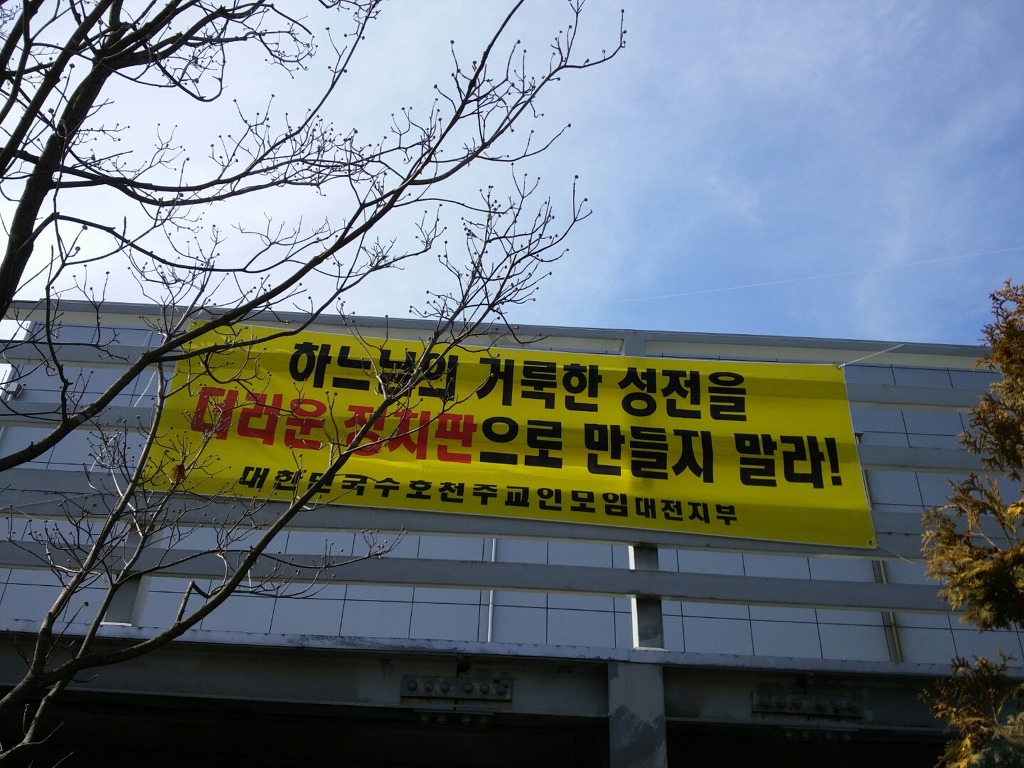 하느님의 거룩한 성전을
더러운 정치판으로 만들지 말라!
대한민국수호천주교인모임대전지부